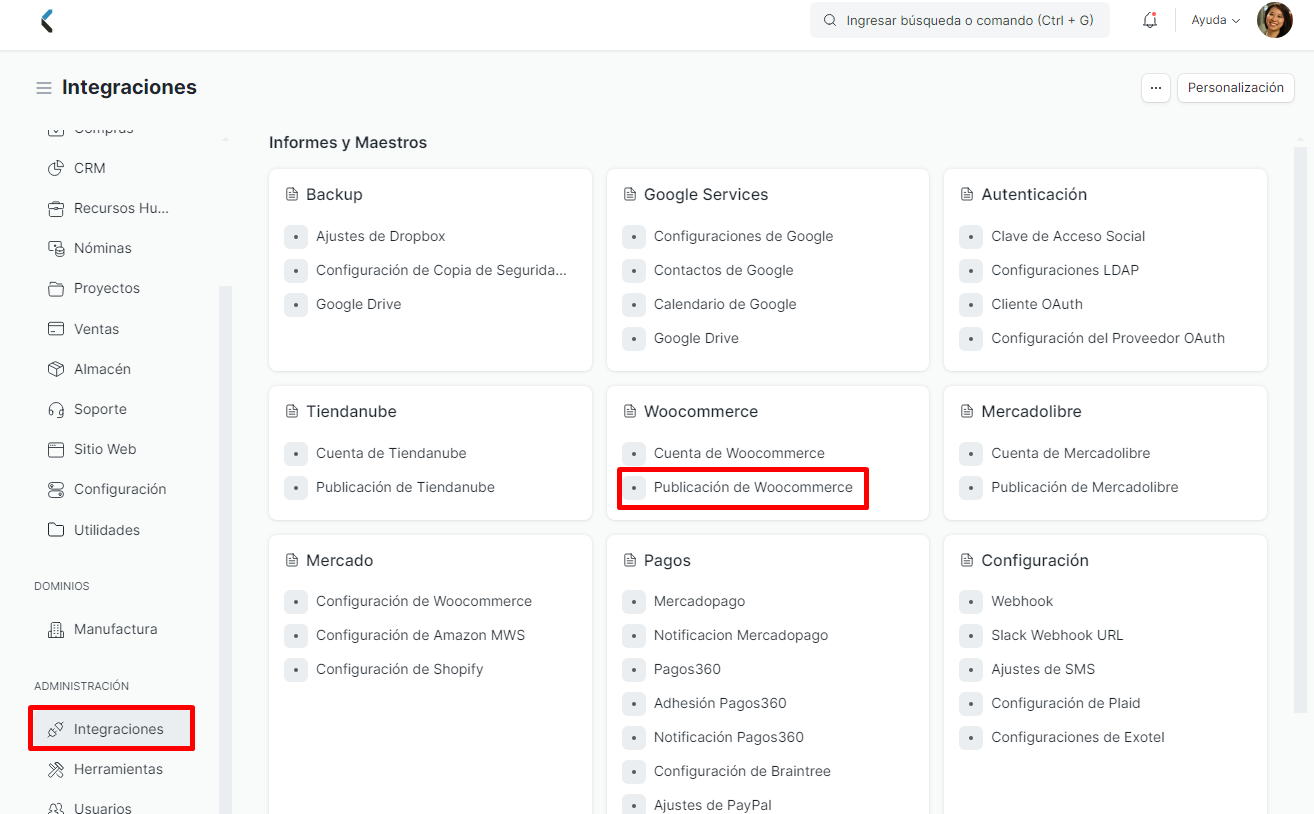 Ingresar búsqueda o comando (Ctrl + G)
Ayuda
Integraciones
...
Personalización
Compras
CRM
Recursos Hu...
Nóminas
Proyectos
Ventas
Almacén
Soporte
Sitio Web
Configuración
Utilidades
DOMINIOS
Manufactura
ADMINISTRACIÓN
Integraciones
Herramientas
Usuarios
Informes y Maestros
Backup
Ajustes de Dropbox
Configuración de Copia de Segurida...
Google Drive
Google Services
Configuraciones de Google
Contactos de Google
Calendario de Google
Google Drive
Autenticación
Clave de Acceso Social
Configuraciones LDAP
Cliente OAuth
Configuración del Proveedor OAuth
Tiendanube
Cuenta de Tiendanube
Publicación de Tiendanube
Woocommerce
Cuenta de Woocommerce
Publicación de Woocommerce
Mercadolibre
Cuenta de Mercadolibre
Publicación de Mercadolibre
Mercado
Configuración de Woocommerce
Configuración de Amazon MWS
Configuración de Shopify
Pagos
Mercadopago
Notificacion Mercadopago
Pagos360
Adhesión Pagos360
Notificación Pagos360
Configuración de Braintree
Ajustes de PayPal
Configuración
Webhook
Slack Webhook URL
Ajustes de SMS
Configuración de Plaid
Configuraciones de Exotel